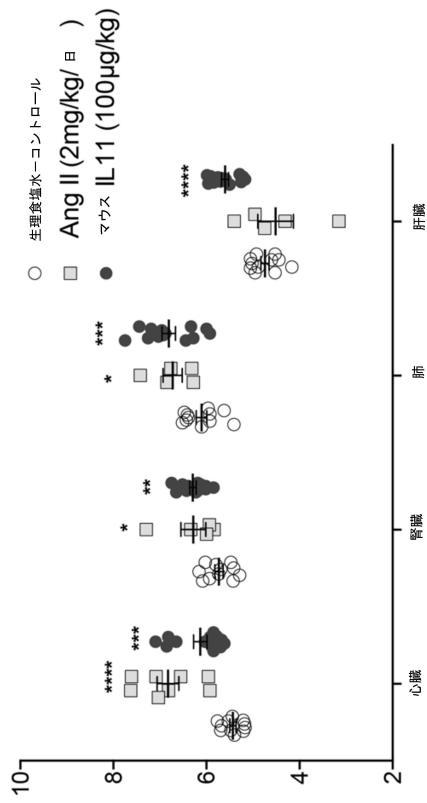 生理食塩水ーコントロール
Ang II (2mg/kg/日)
マウス IL11 (100µg/kg)
10
8
6
4
2
****
***
*
**
*
***
****
心臓
腎臓
肺
肝臓